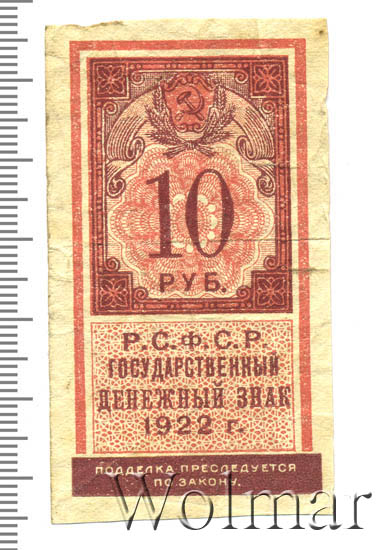 10
РУБ.
Р.С.Ф.С.Р.
ГОСУДАРСТВЕННЫЙ
ДЕНЕЖНЫЙ ЗНАК
1922 г.
ПОДДЕЛКА ПРЕСЛЕДУЕТСЯ
ПО ЗАКОНУ.
Wolmar